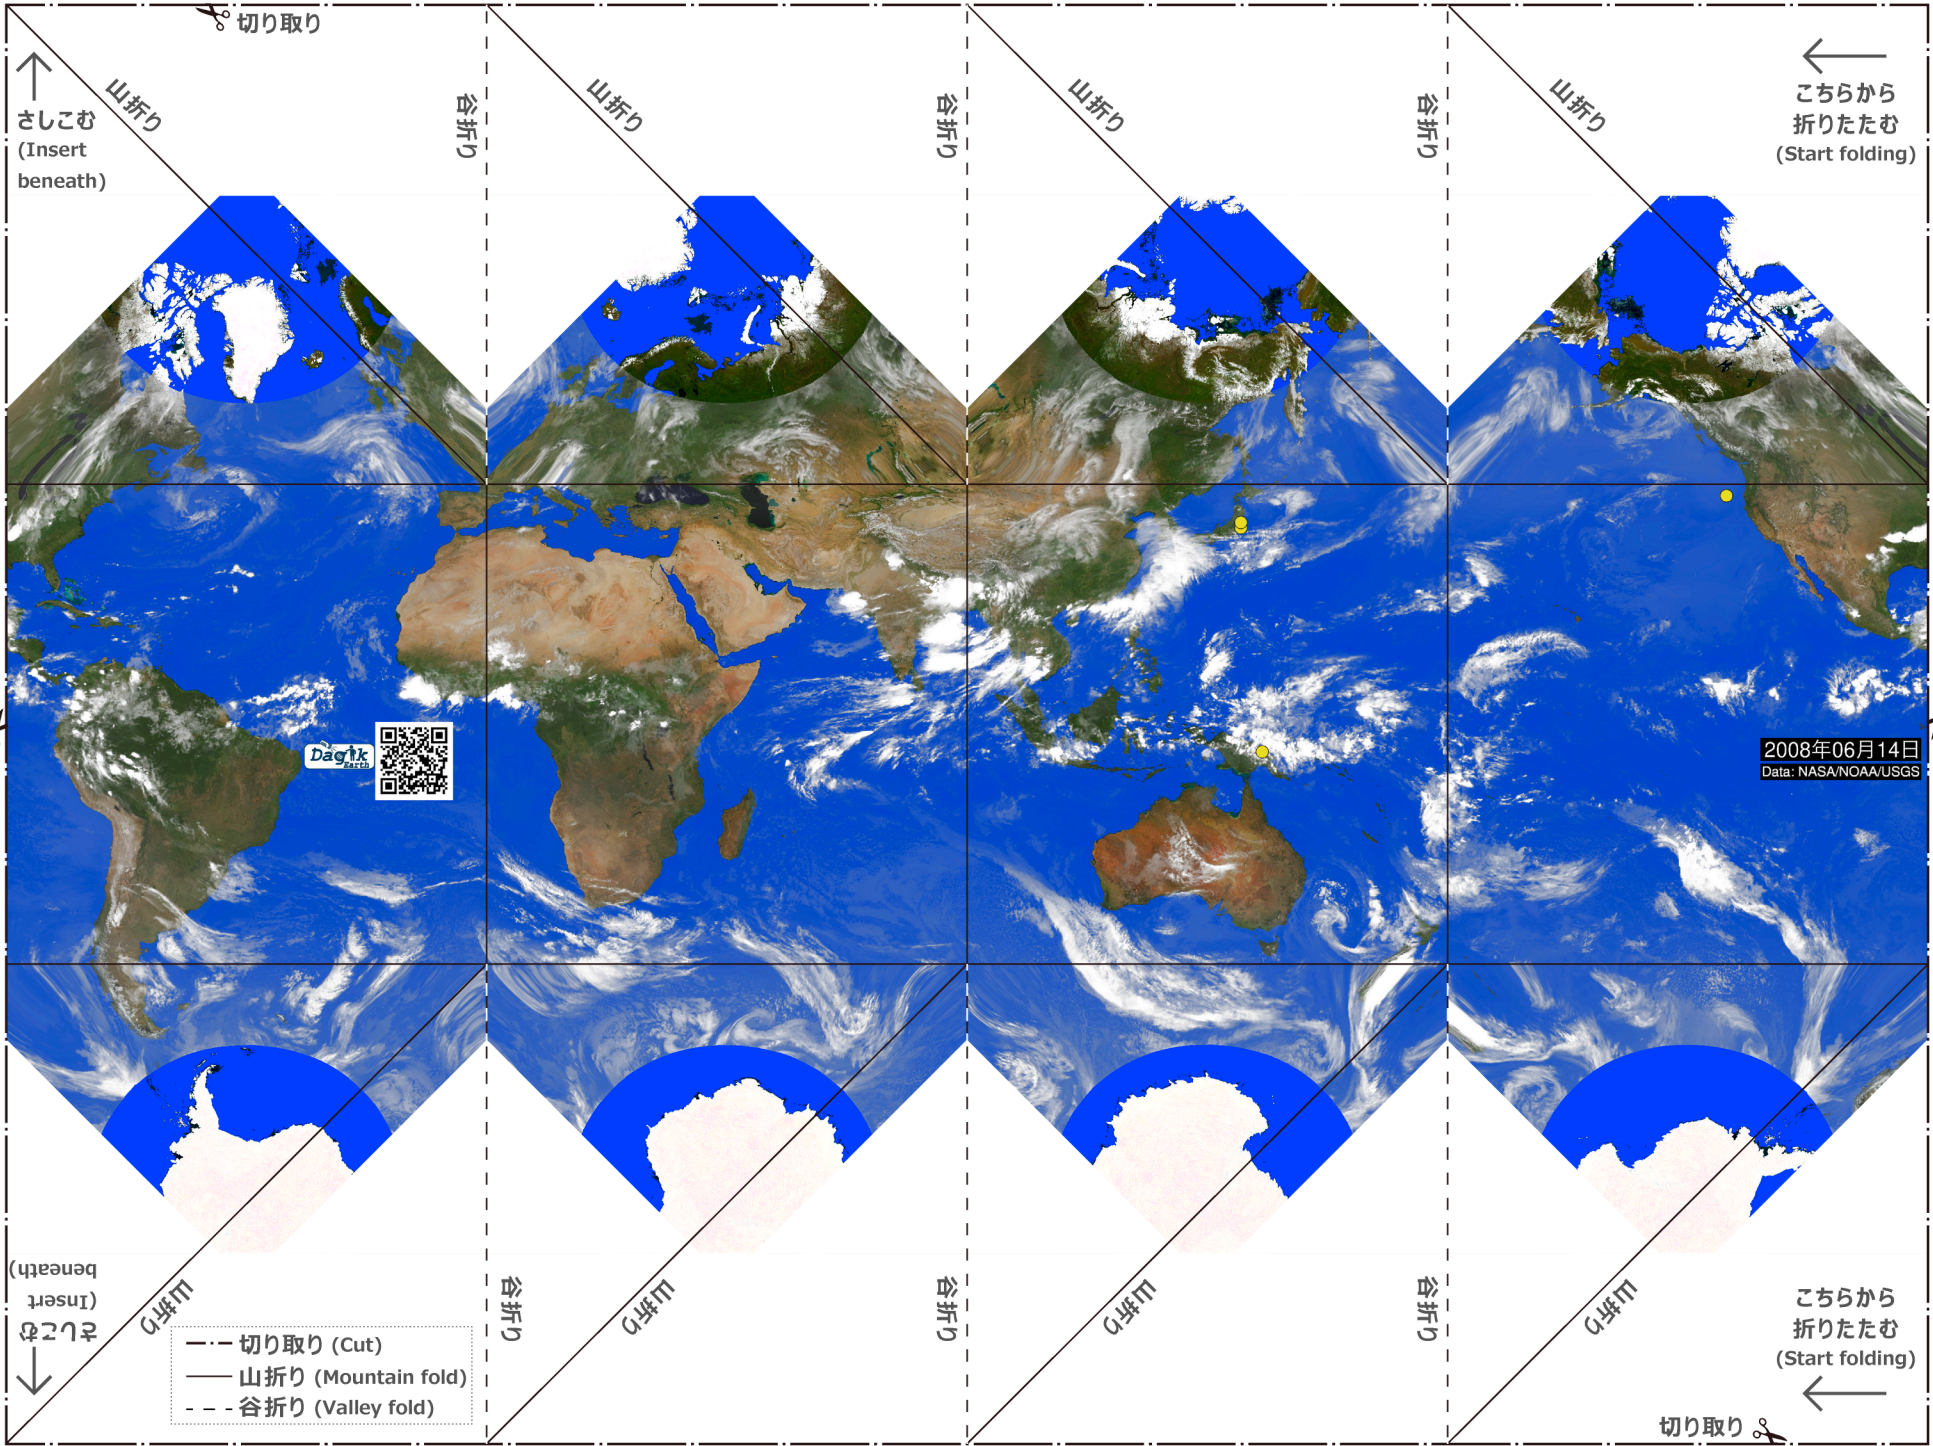 切り取り
山折り
谷折り
山折り
谷折り
山折り
谷折り
山折り
さしこむ
(Insert
beneath)
こちらから
折りたたむ
(Start folding)
Dagik
Earth
2008年06月14日
Data: NASA/NOAA/USGS
さしこむ
(Insert
beneath)
山折り
谷折り
山折り
谷折り
山折り
谷折り
山折り
切り取り (Cut)
山折り (Mountain fold)
谷折り (Valley fold)
こちらから
折りたたむ
(Start folding)
切り取り